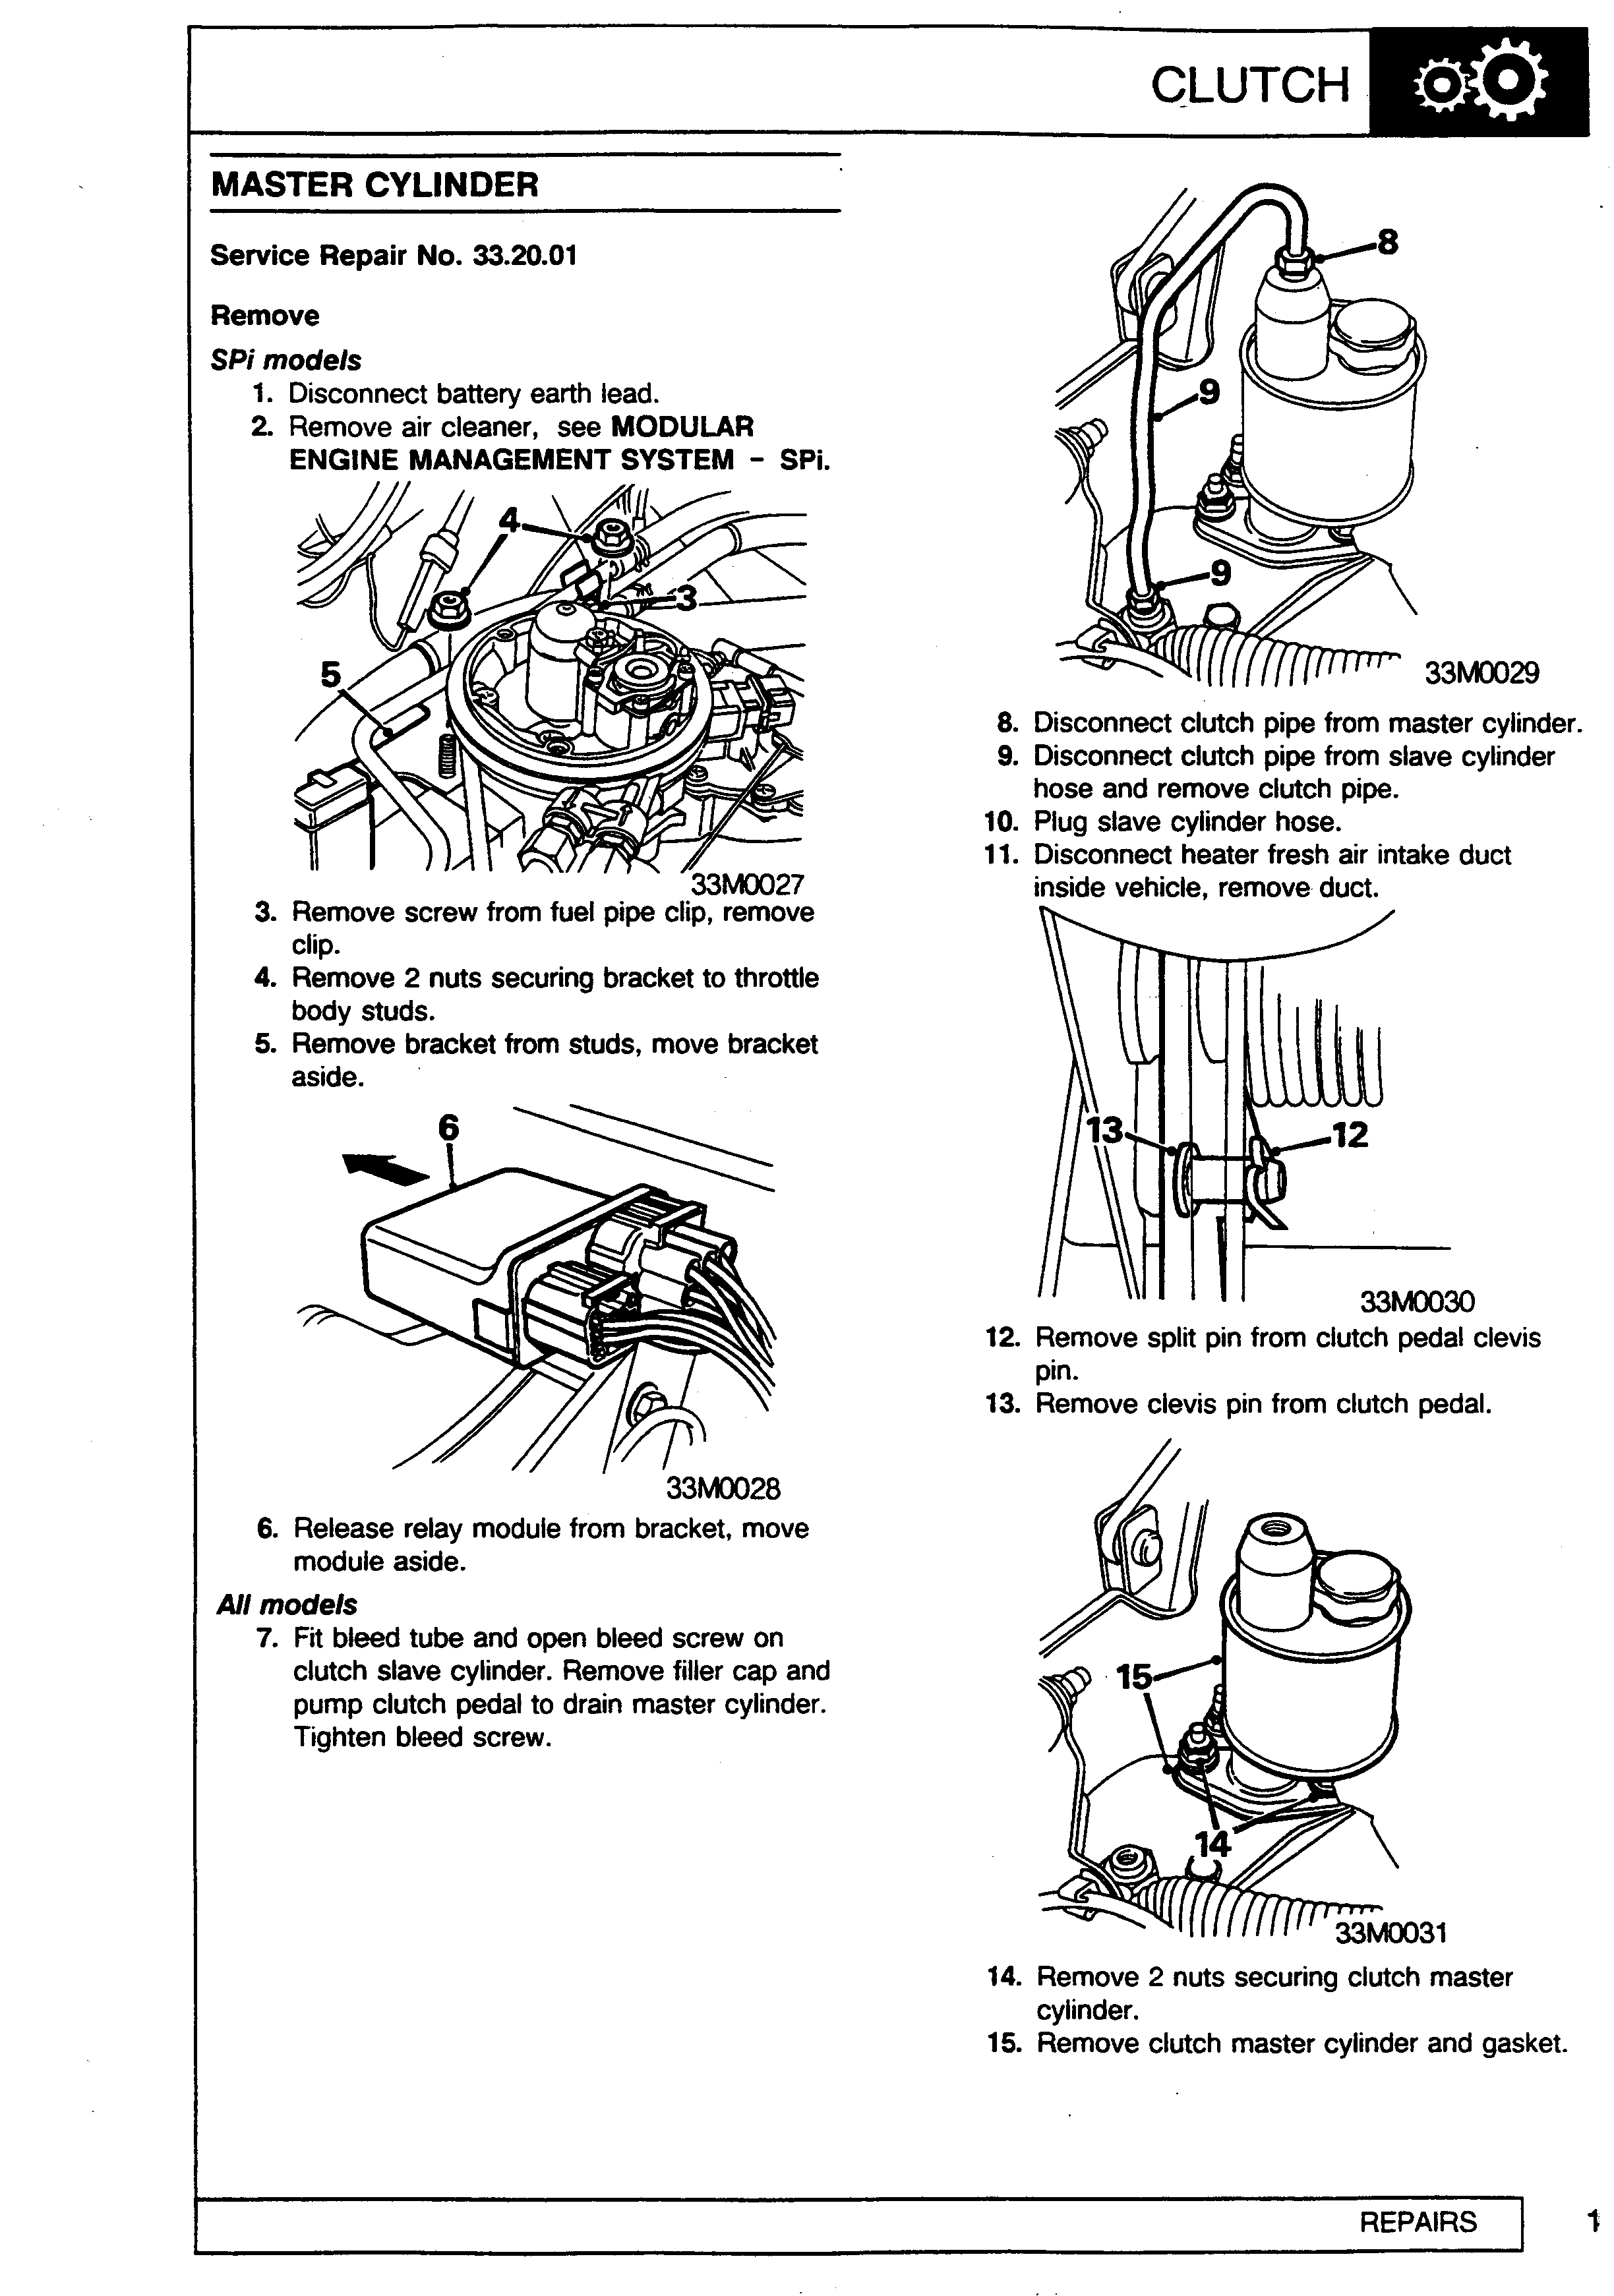 CLUTCH
MASTER CYLINDER
Service Repair No. 33.20.01
Remove
SPi models
1. Disconnect battery earth lead.
2. Remove air cleaner, see MODULAR
ENGINE MANAGEMENT SYSTEM - SPi.
4
3
5
33M0027
3. Remove screw from fuel pipe clip, remove
clip.
4. Remove 2 nuts securing bracket to throttle
body studs.
5. Remove bracket from studs, move bracket
aside.
6
33M0028
6. Release relay module from bracket, move
module aside.
All models
7. Fit bleed tube and open bleed screw on
clutch slave cylinder. Remove filler cap and
pump clutch pedal to drain master cylinder.
Tighten bleed screw.
8
9
9
33M0029
8. Disconnect clutch pipe from master cylinder.
9. Disconnect clutch pipe from slave cylinder
hose and remove clutch pipe.
10. Plug slave cylinder hose.
11. Disconnect heater fresh air intake duct
inside vehicle, remove duct.
13
12
33M0030
12. Remove split pin from clutch pedal clevis
pin.
13. Remove clevis pin from clutch pedal.
15
14
33M0031
14. Remove 2 nuts securing clutch master
cylinder.
15. Remove clutch master cylinder and gasket.
REPAIRS
1